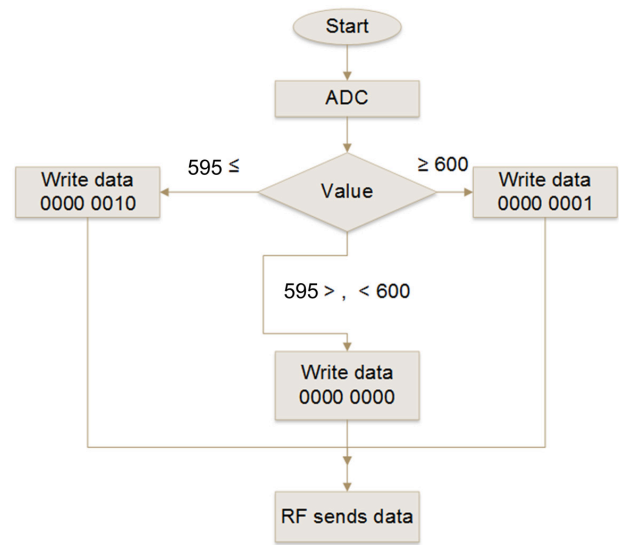 Start
ADC
595 ≤
≥ 600
Write data
0000 0010
Value
Write data
0000 0001
595 > , < 600
Write data
0000 0000
RF sends data